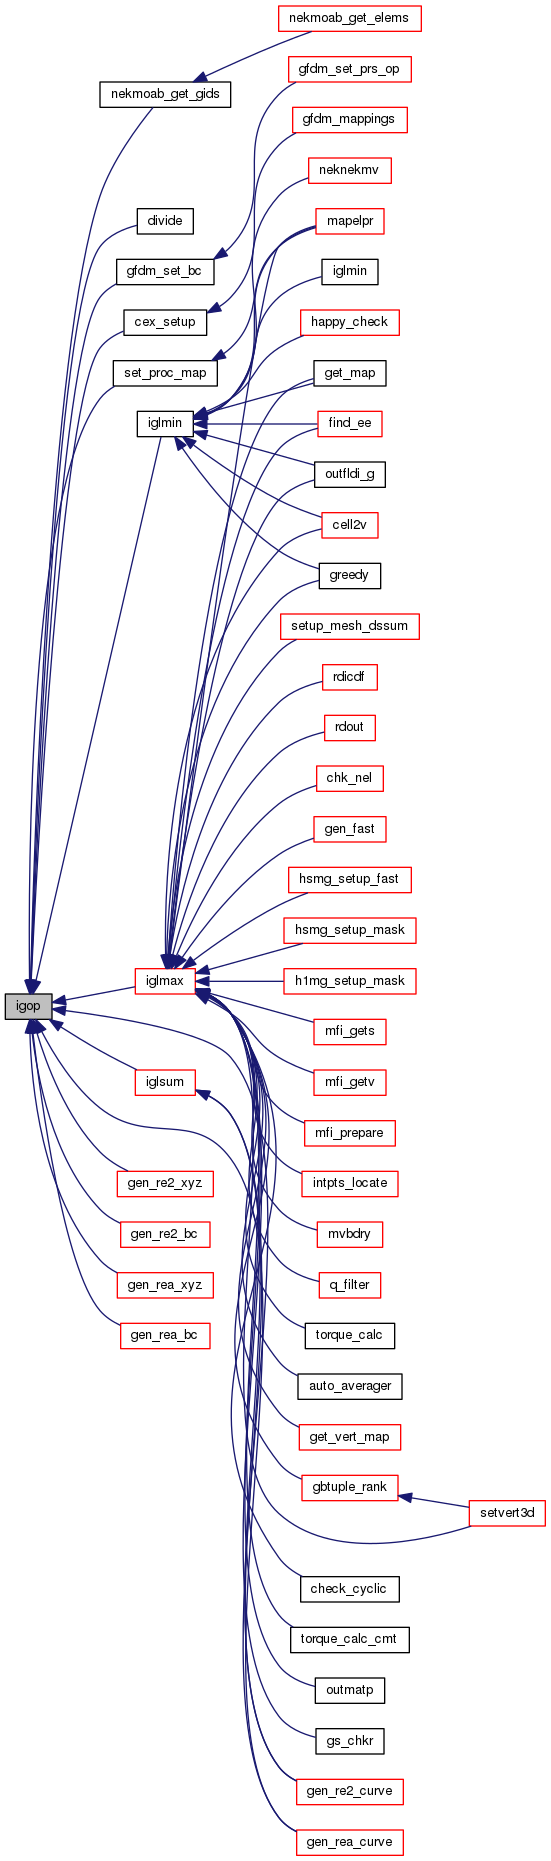 nekmoab_get_elems
gfdm_set_prs_op
nekmoab_get_gids
gfdm_mappings
neknekmv
mapelpr
divide
gfdm_set_bc
iglmin
cex_setup
happy_check
set_proc_map
get_map
iglmin
find_ee
outfldi_g
cell2v
greedy
setup_mesh_dssum
rdicdf
rdout
chk_nel
gen_fast
hsmg_setup_fast
hsmg_setup_mask
iglmax
h1mg_setup_mask
igop
mfi_gets
iglsum
mfi_getv
mfi_prepare
gen_re2_xyz
intpts_locate
gen_re2_bc
mvbdry
gen_rea_xyz
q_filter
gen_rea_bc
torque_calc
auto_averager
get_vert_map
gbtuple_rank
setvert3d
check_cyclic
torque_calc_cmt
outmatp
gs_chkr
gen_re2_curve
gen_rea_curve